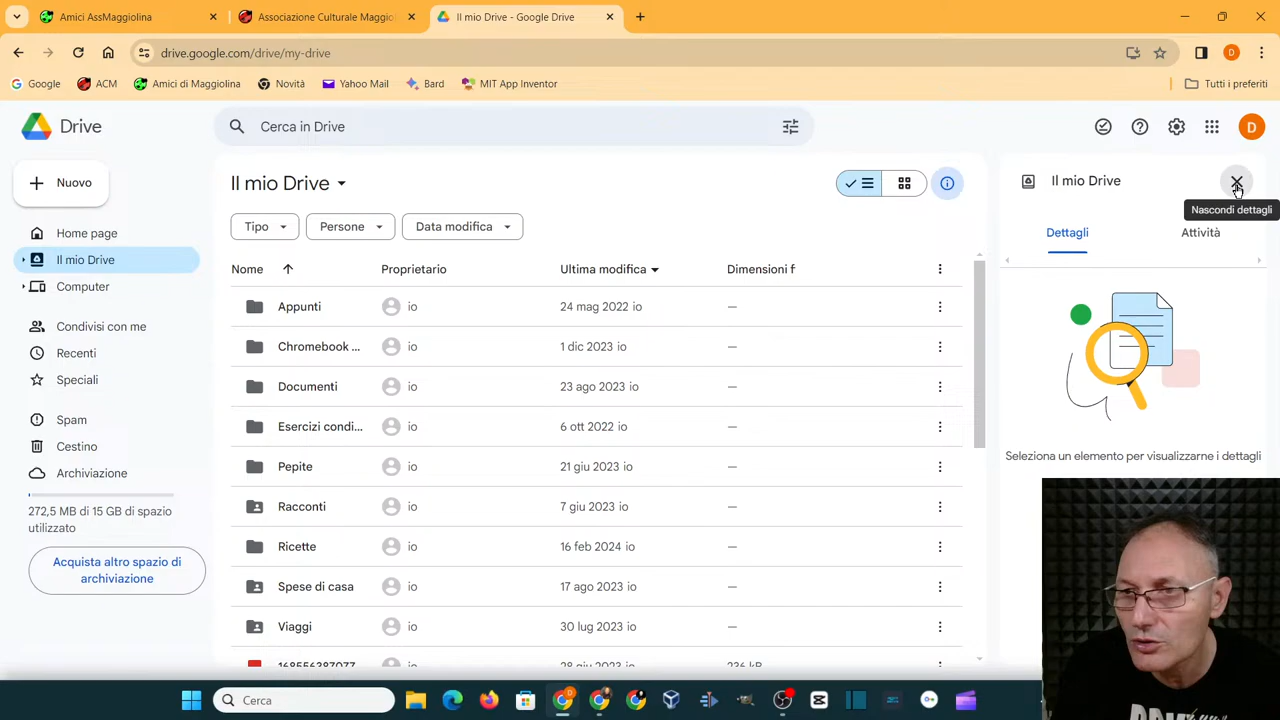 Amici AssMaggiolina
Associazione Culturale Maggiol
Il mio Drive - Google Drive
drive.google.com/drive/my-drive
Google
ACM
Amici di Maggiolina
Novità
Yahoo Mail
Bard
MIT App Inventor
Tutti i preferiti
Drive
Cerca in Drive
D
Nuovo
Home page
Il mio Drive
Computer
Condivisi con me
Recenti
Speciali
Spam
Cestino
Archiviazione
272,5 MB di 15 GB di spazio
utilizzato
Acquista altro spazio di
archiviazione
Il mio Drive
Tipo Persone Data modifica
Nome Proprietario Ultima modifica Dimensioni f
Appunti io 24 mag 2022 io —
Chromebook ... io 1 dic 2023 io —
Documenti io 23 ago 2023 io —
Esercizi condi... io 6 ott 2022 io —
Pepite io 21 giu 2023 io —
Racconti io 7 giu 2023 io —
Ricette io 16 feb 2024 io —
Spese di casa io 17 ago 2023 io —
Viaggi io 30 lug 2023 io —
io 28 giu 2023 io 236 kB
Il mio Drive
Nascondi dettagli
Dettagli Attività
Seleziona un elemento per visualizzarne i dettagli
Cerca